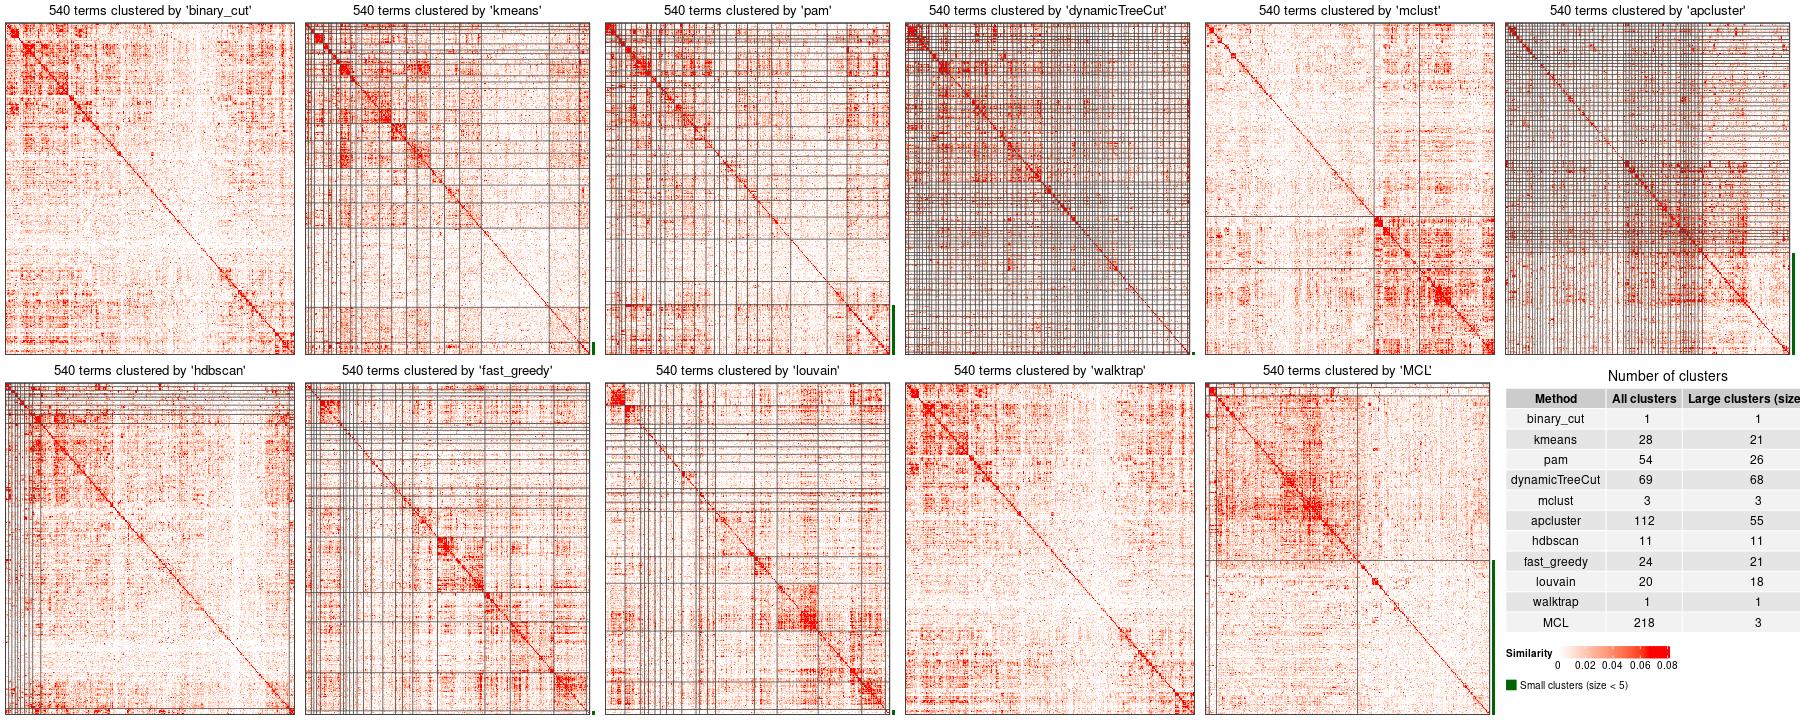 540 terms clustered by 'binary_cut'
540 terms clustered by 'kmeans'
540 terms clustered by 'pam'
540 terms clustered by 'dynamicTreeCut'
540 terms clustered by 'mclust'
540 terms clustered by 'apcluster'
540 terms clustered by 'hdbscan'
540 terms clustered by 'fast_greedy'
540 terms clustered by 'louvain'
540 terms clustered by 'walktrap'
540 terms clustered by 'MCL'
Number of clusters
Method All clusters Large clusters (size
binary_cut 1 1
kmeans 28 21
pam 54 26
dynamicTreeCut 69 68
mclust 3 3
apcluster 112 55
hdbscan 11 11
fast_greedy 24 21
louvain 20 18
walktrap 1 1
MCL 218 3
Similarity
0 0.02 0.04 0.06 0.08
Small clusters (size < 5)